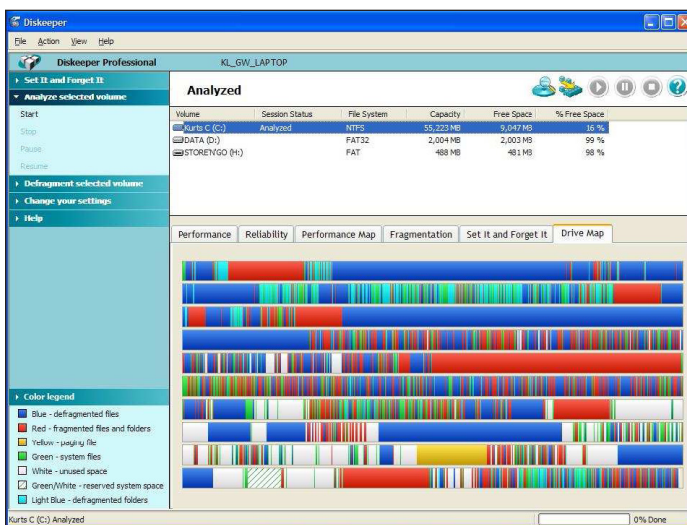 Diskeeper
File Action View Help
Diskeeper Professional KL_GW_LAPTOP
Set It and Forget It
Analyze selected volume
Start
Stop
Pause
Resume
Defragment selected volume
Change your settings
Help
Analyzed
Volume Session Status File System Capacity Free Space % Free Space
Kurts C (C:) Analyzed NTFS 55,223 MB 9,047 MB 16 %
DATA (D:) FAT32 2,004 MB 2,003 MB 99 %
STOREN'GO (H:) FAT 488 MB 481 MB 98 %
Performance Reliability Performance Map Fragmentation Set It and Forget It Drive Map
Color legend
Blue - defragmented files
Red - fragmented files and folders
Yellow - paging file
Green - system files
White - unused space
Green/White - reserved system space
Light Blue - defragmented folders
Kurts C (C:) Analyzed 0% Done